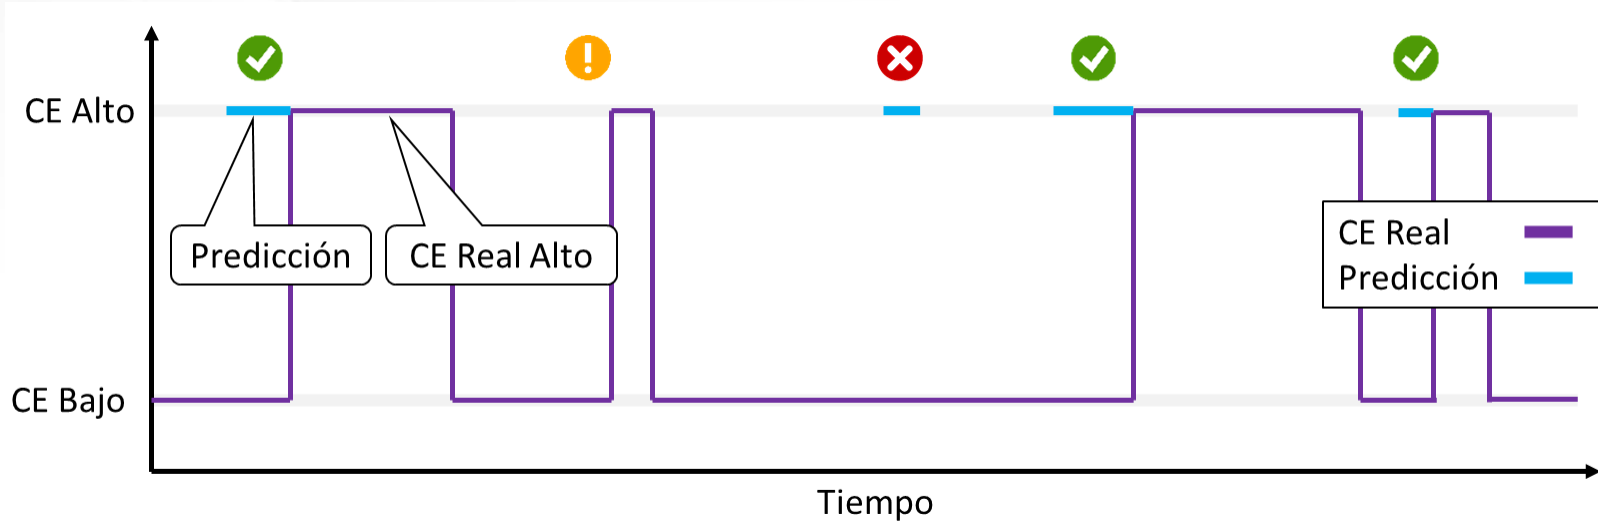 CE Alto
Predicción
CE Real Alto
CE Real
Predicción
CE Bajo
Tiempo